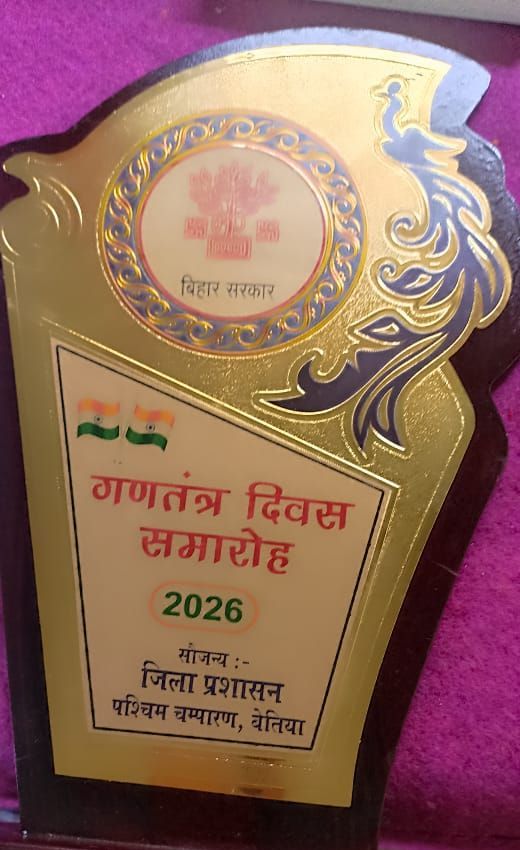 बिहार सरकार
गणतंत्र दिवस
समारोह
2026
सौजन्य :-
जिला प्रशासन
पश्चिम चम्पारण, बेतिया